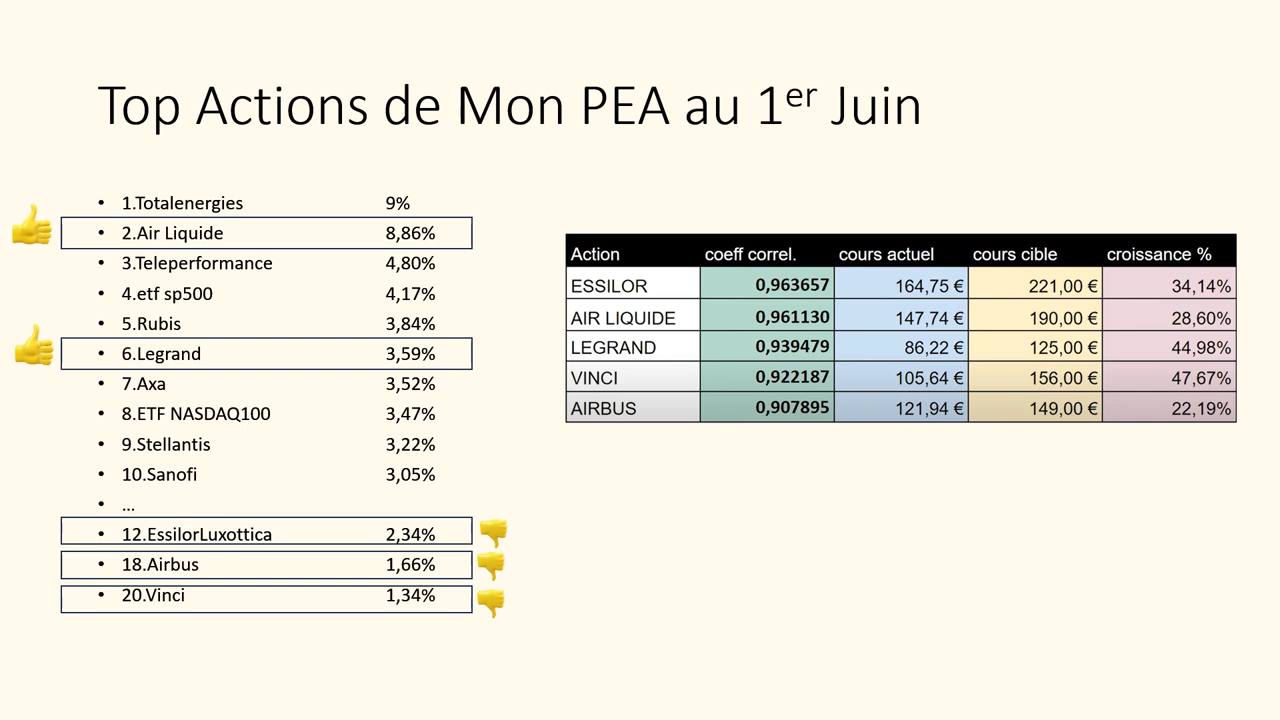 Top Actions de Mon PEA au 1er Juin
• 1.Totalenergies 9%
• 2.Air Liquide 8,86%
• 3.Teleperformance 4,80%
• 4.etf sp500 4,17%
• 5.Rubis 3,84%
• 6.Legrand 3,59%
• 7.Axa 3,52%
• 8.ETF NASDAQ100 3,47%
• 9.Stellantis 3,22%
• 10.Sanofi 3,05%
• ...
• 12.EssilorLuxottica 2,34%
• 18.Airbus 1,66%
• 20.Vinci 1,34%
Action coeff correl. cours actuel cours cible croissance %
ESSILOR 0,963657 164,75 € 221,00 € 34,14%
AIR LIQUIDE 0,961130 147,74 € 190,00 € 28,60%
LEGRAND 0,939479 86,22 € 125,00 € 44,98%
VINCI 0,922187 105,64 € 156,00 € 47,67%
AIRBUS 0,907895 121,94 € 149,00 € 22,19%